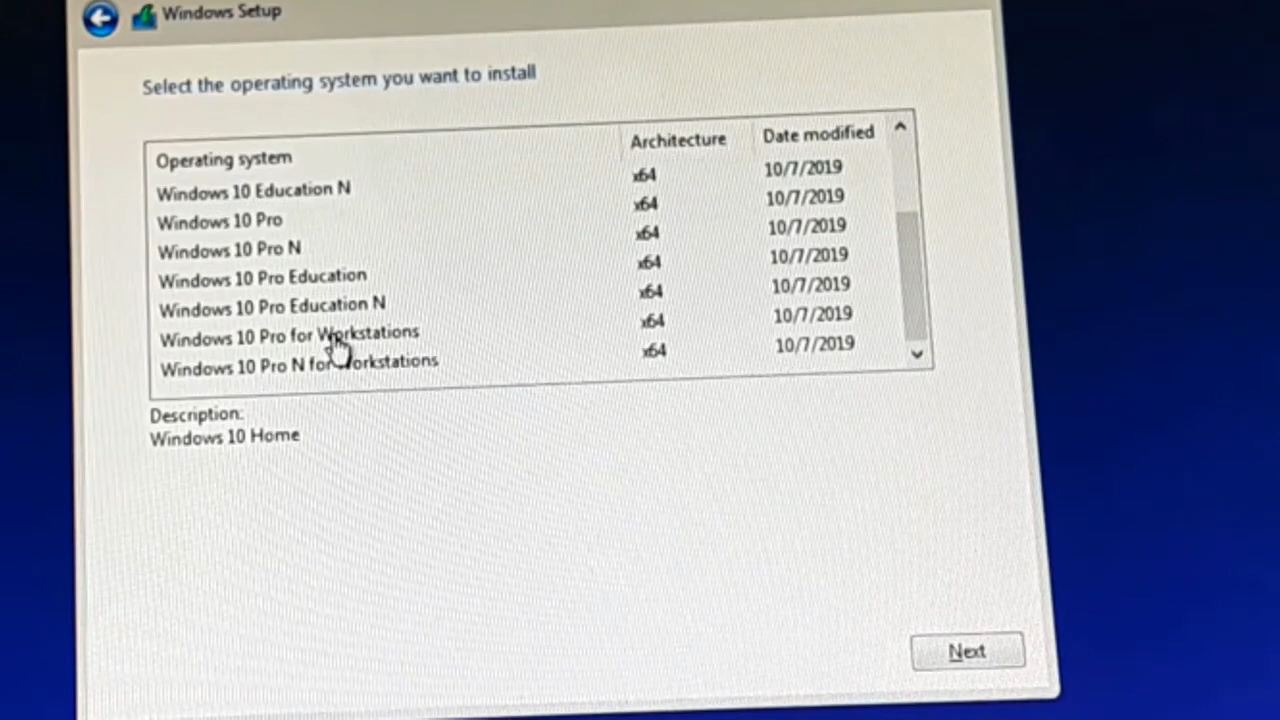 Windows Setup
Select the operating system you want to install
Operating system Architecture Date modified
Windows 10 Education N x64 10/7/2019
Windows 10 Pro x64 10/7/2019
Windows 10 Pro N x64 10/7/2019
Windows 10 Pro Education x64 10/7/2019
Windows 10 Pro Education N x64 10/7/2019
Windows 10 Pro for Workstations x64 10/7/2019
Windows 10 Pro N for Workstations x64 10/7/2019
Description:
Windows 10 Home
Next